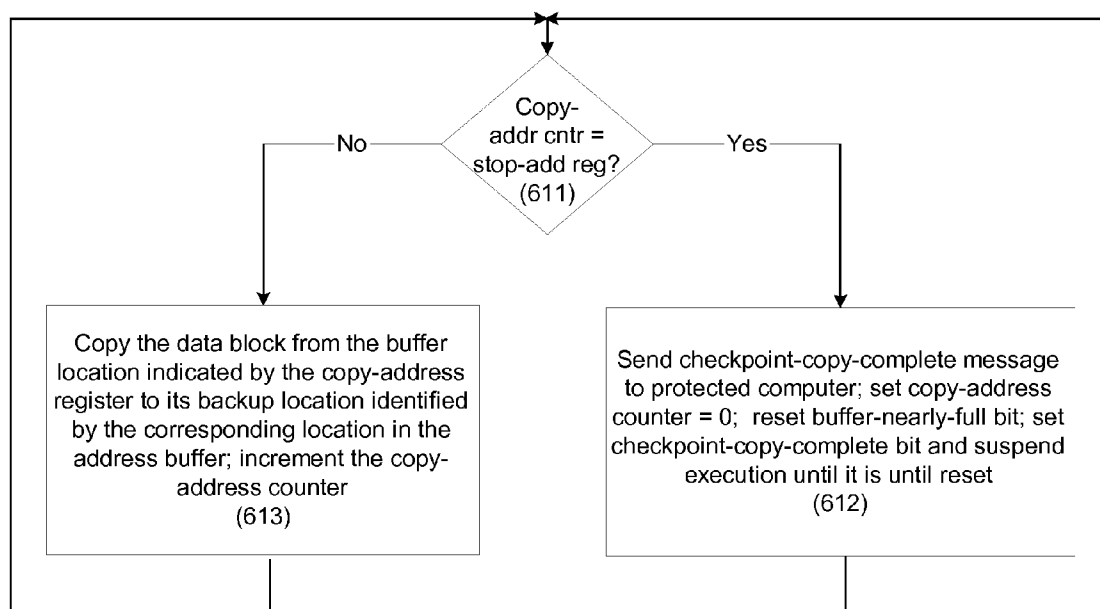 Copy-
addr cntr =
stop-add reg?
(611)
No
Yes
Copy the data block from the buffer
location indicated by the copy-address
register to its backup location identified
by the corresponding location in the
address buffer; increment the copy-
address counter
(613)
Send checkpoint-copy-complete message
to protected computer; set copy-address
counter = 0;  reset buffer-nearly-full bit; set
checkpoint-copy-complete bit and suspend
execution until it is until reset
(612)